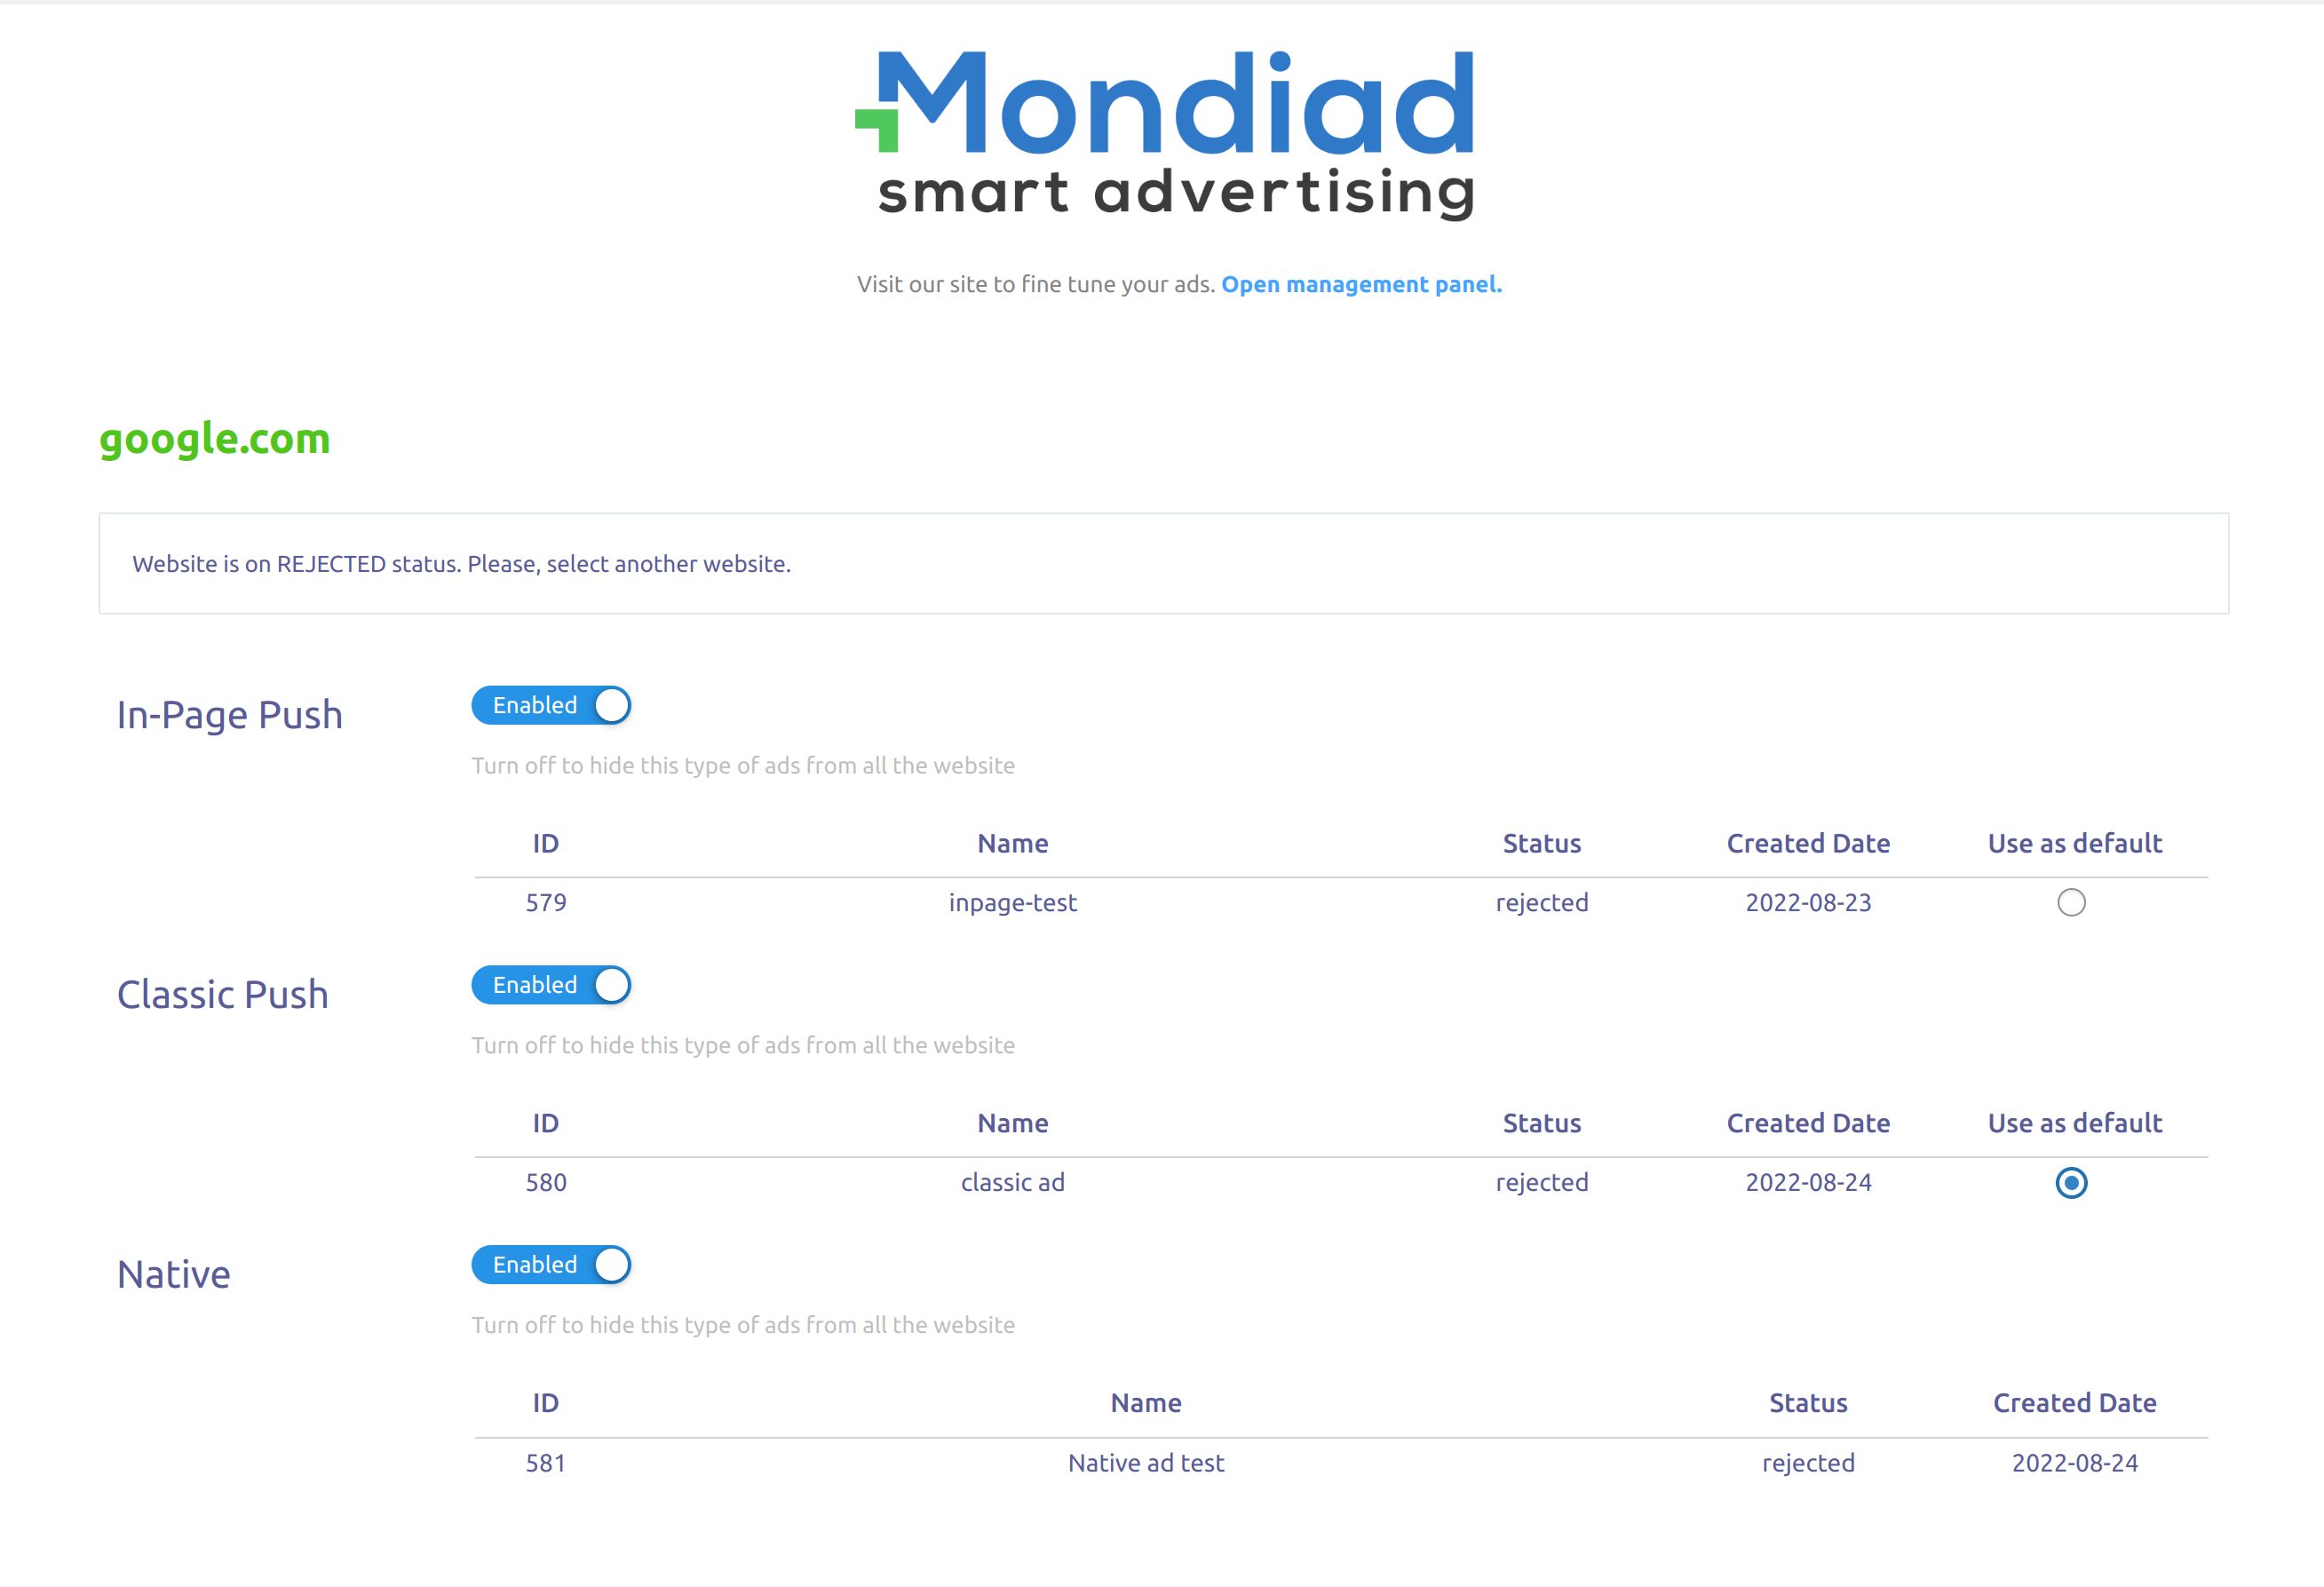 Mondiad
smart advertising
Visit our site to fine tune your ads. Open management panel.
google.com
Website is on REJECTED status. Please, select another website.
In-Page Push
Enabled
Turn off to hide this type of ads from all the website
ID Name Status Created Date Use as default
579 inpage-test rejected 2022-08-23
Classic Push
Enabled
Turn off to hide this type of ads from all the website
ID Name Status Created Date Use as default
580 classic ad rejected 2022-08-24
Native
Enabled
Turn off to hide this type of ads from all the website
ID Name Status Created Date
581 Native ad test rejected 2022-08-24